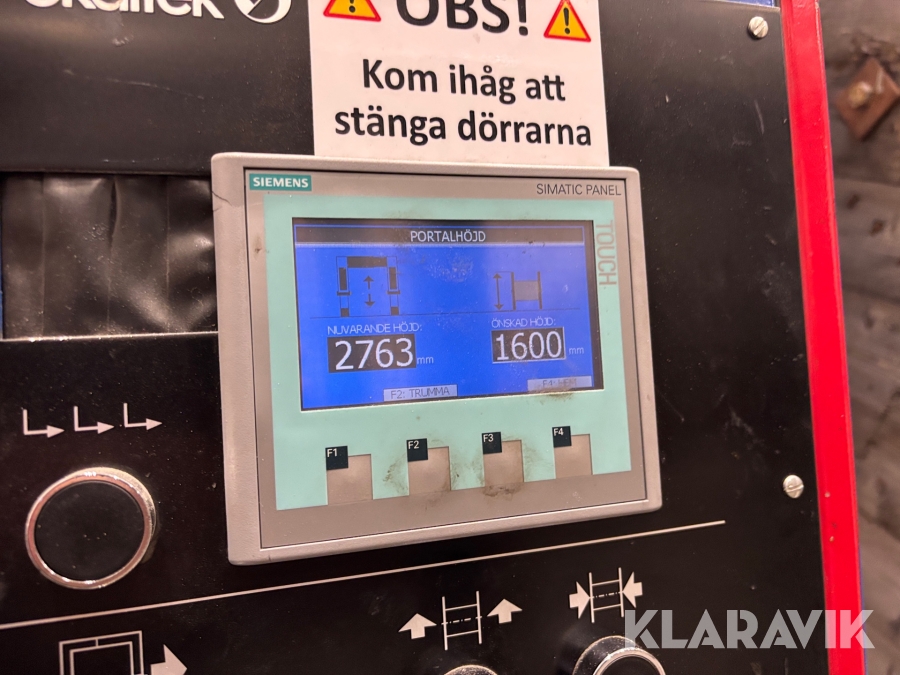 Skaltek
OBS!
Kom ihåg att
stänga dörrarna
SIEMENS
SIMATIC PANEL
TOUCH
PORTALHÖJD
NUVARANDE HÖJD:
2763 mm
ÖNSKAD HÖJD:
1600 mm
F2: TRUMMA
F1
F2
F3
F4
KLARAVIK